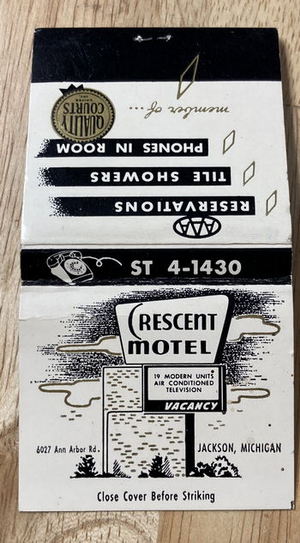 member of...
QUALITY
COURTS
PHONES IN ROOM
TILE SHOWERS
RESERVATIONS
AAA
ST 4-1430
CRESCENT
MOTEL
19 MODERN UNITS
AIR CONDITIONED
TELEVISION
VACANCY
6027 Ann Arbor Rd.
JACKSON, MICHIGAN
Close Cover Before Striking